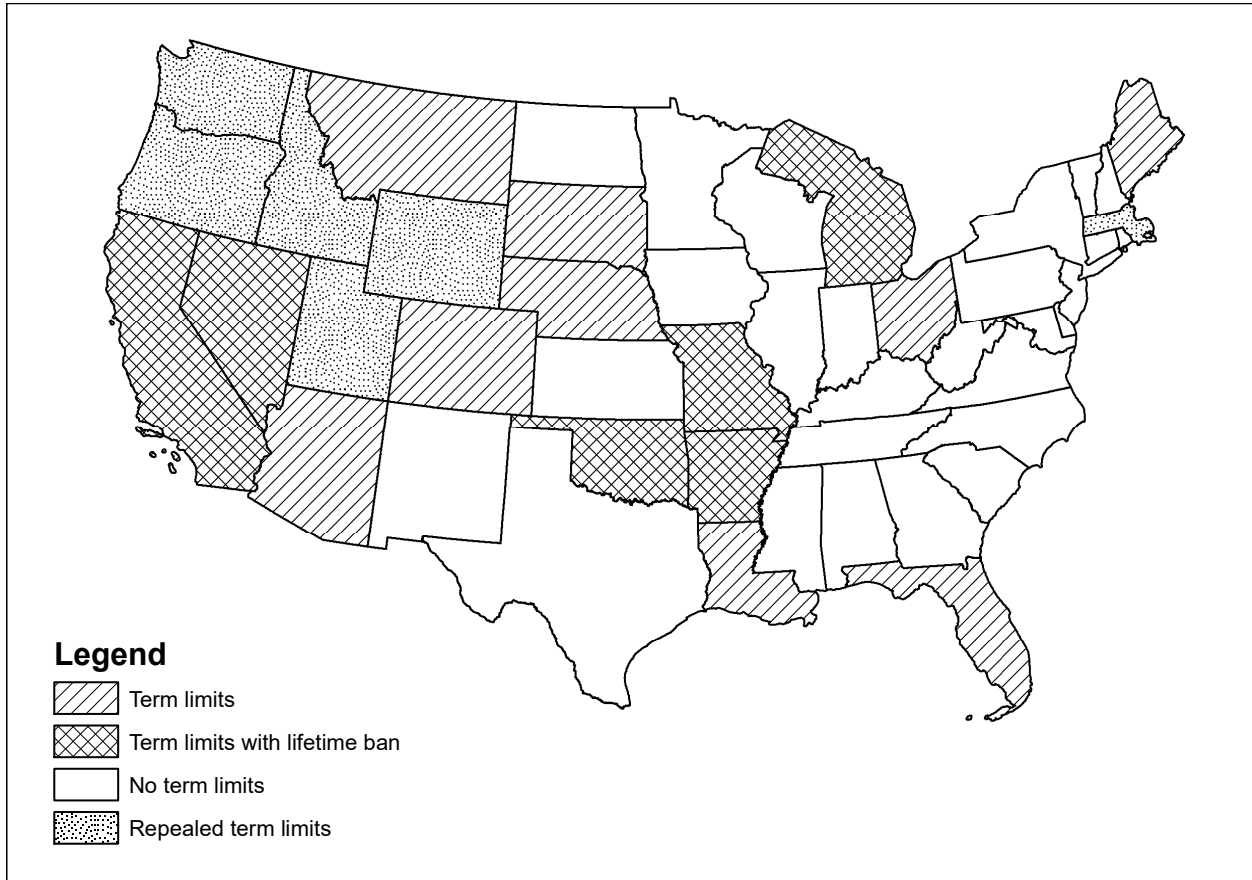 Legend
Term limits
Term limits with lifetime ban
No term limits
Repealed term limits